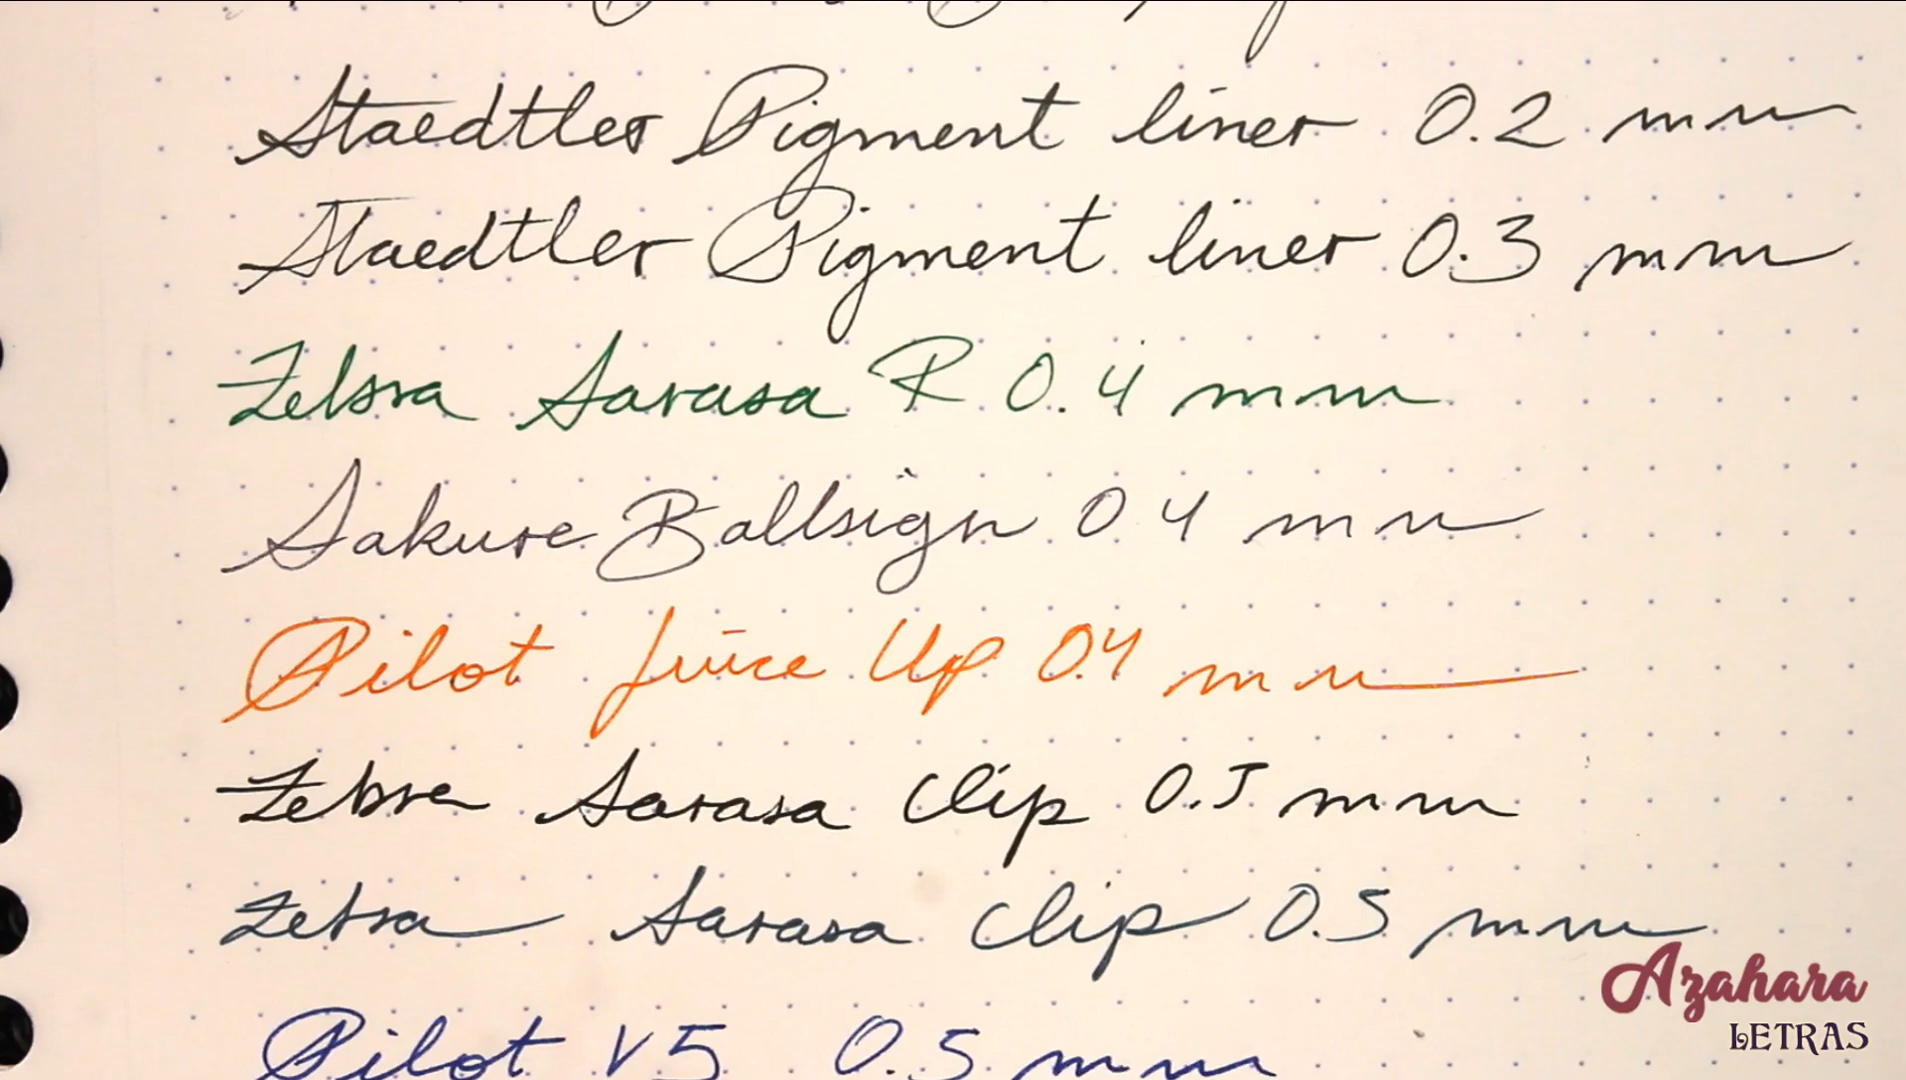 Staedtler Pigment liner 0.2 mm
Staedtler Pigment liner 0.3 mm
Zebra Sarasa R 0.4 mm
Sakura Ballsign 0.4 mm
Pilot Juice Up 0.4 mm
Zebra Sarasa Clip 0.5 mm
Zebra Sarasa Clip 0.5 mm
Pilot V5 0.5 mm
Azahara
LETRAS